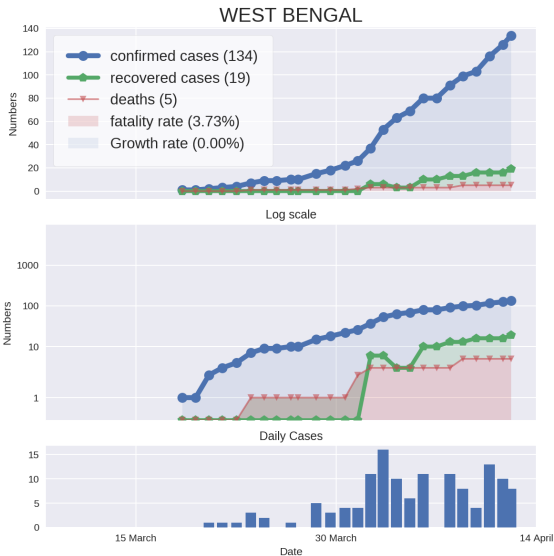 WEST BENGAL
140
120
100
80
60
40
20
0
Numbers
confirmed cases (134)
recovered cases (19)
deaths (5)
fatality rate (3.73%)
Growth rate (0.00%)
Log scale
1000
100
10
1
Numbers
Daily Cases
15
10
5
0
15 March
30 March
14 April
Date